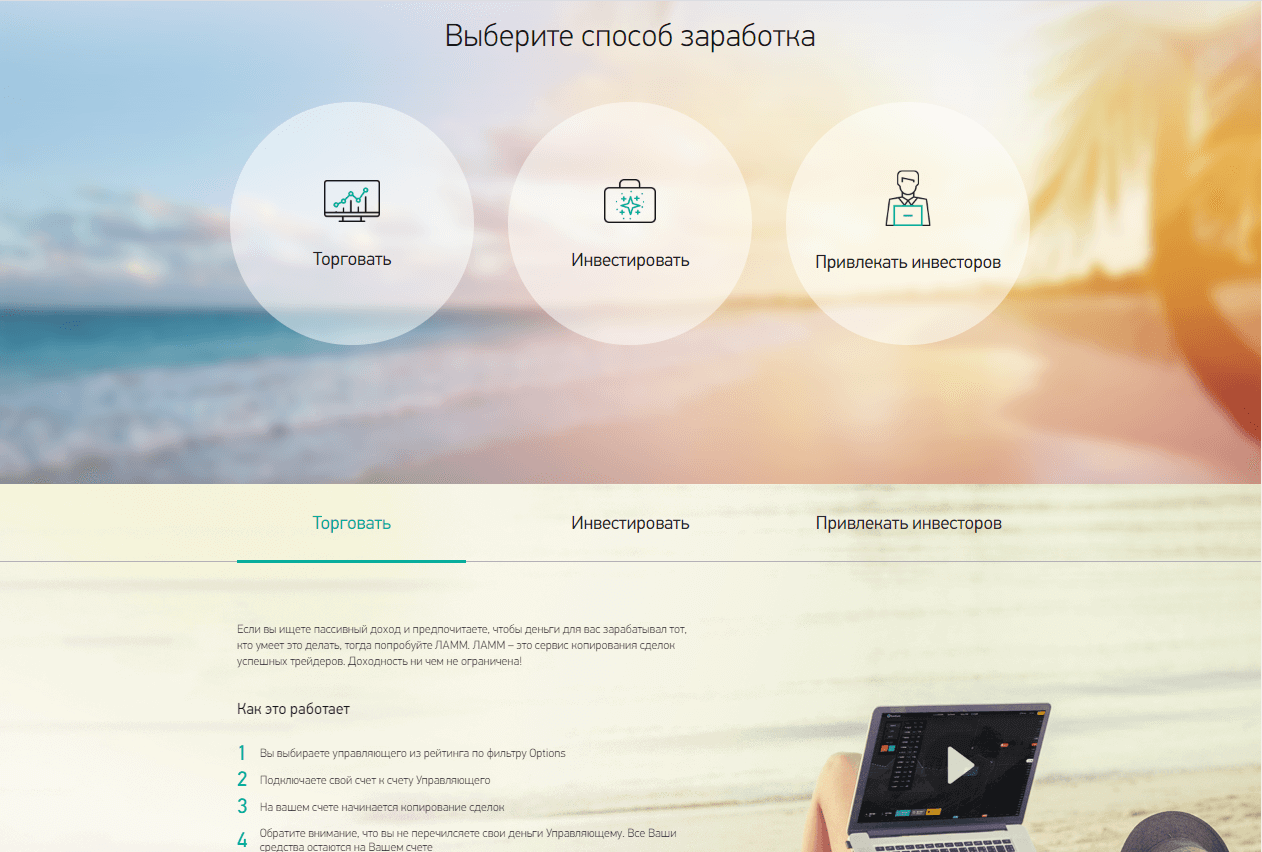 Выберите способ заработка
Торговать
Инвестировать
Привлекать инвесторов
Торговать
Инвестировать
Привлекать инвесторов
Если вы ищете пассивный доход и предпочитаете, чтобы деньги для вас зарабатывал тот,
кто умеет это делать, тогда попробуйте ЛАММ. ЛАММ – это сервис копирования сделок
успешных трейдеров. Доходность ни чем не ограничена!
Как это работает
1 Вы выбираете управляющего из рейтинга по фильтру Options
2 Подключаете свой счет к счету Управляющего
3 На вашем счете начинается копирование сделок
4 Обратите внимание, что вы не перечилсяете свои деньги Управляющему. Все Ваши
средства остаются на Вашем счете